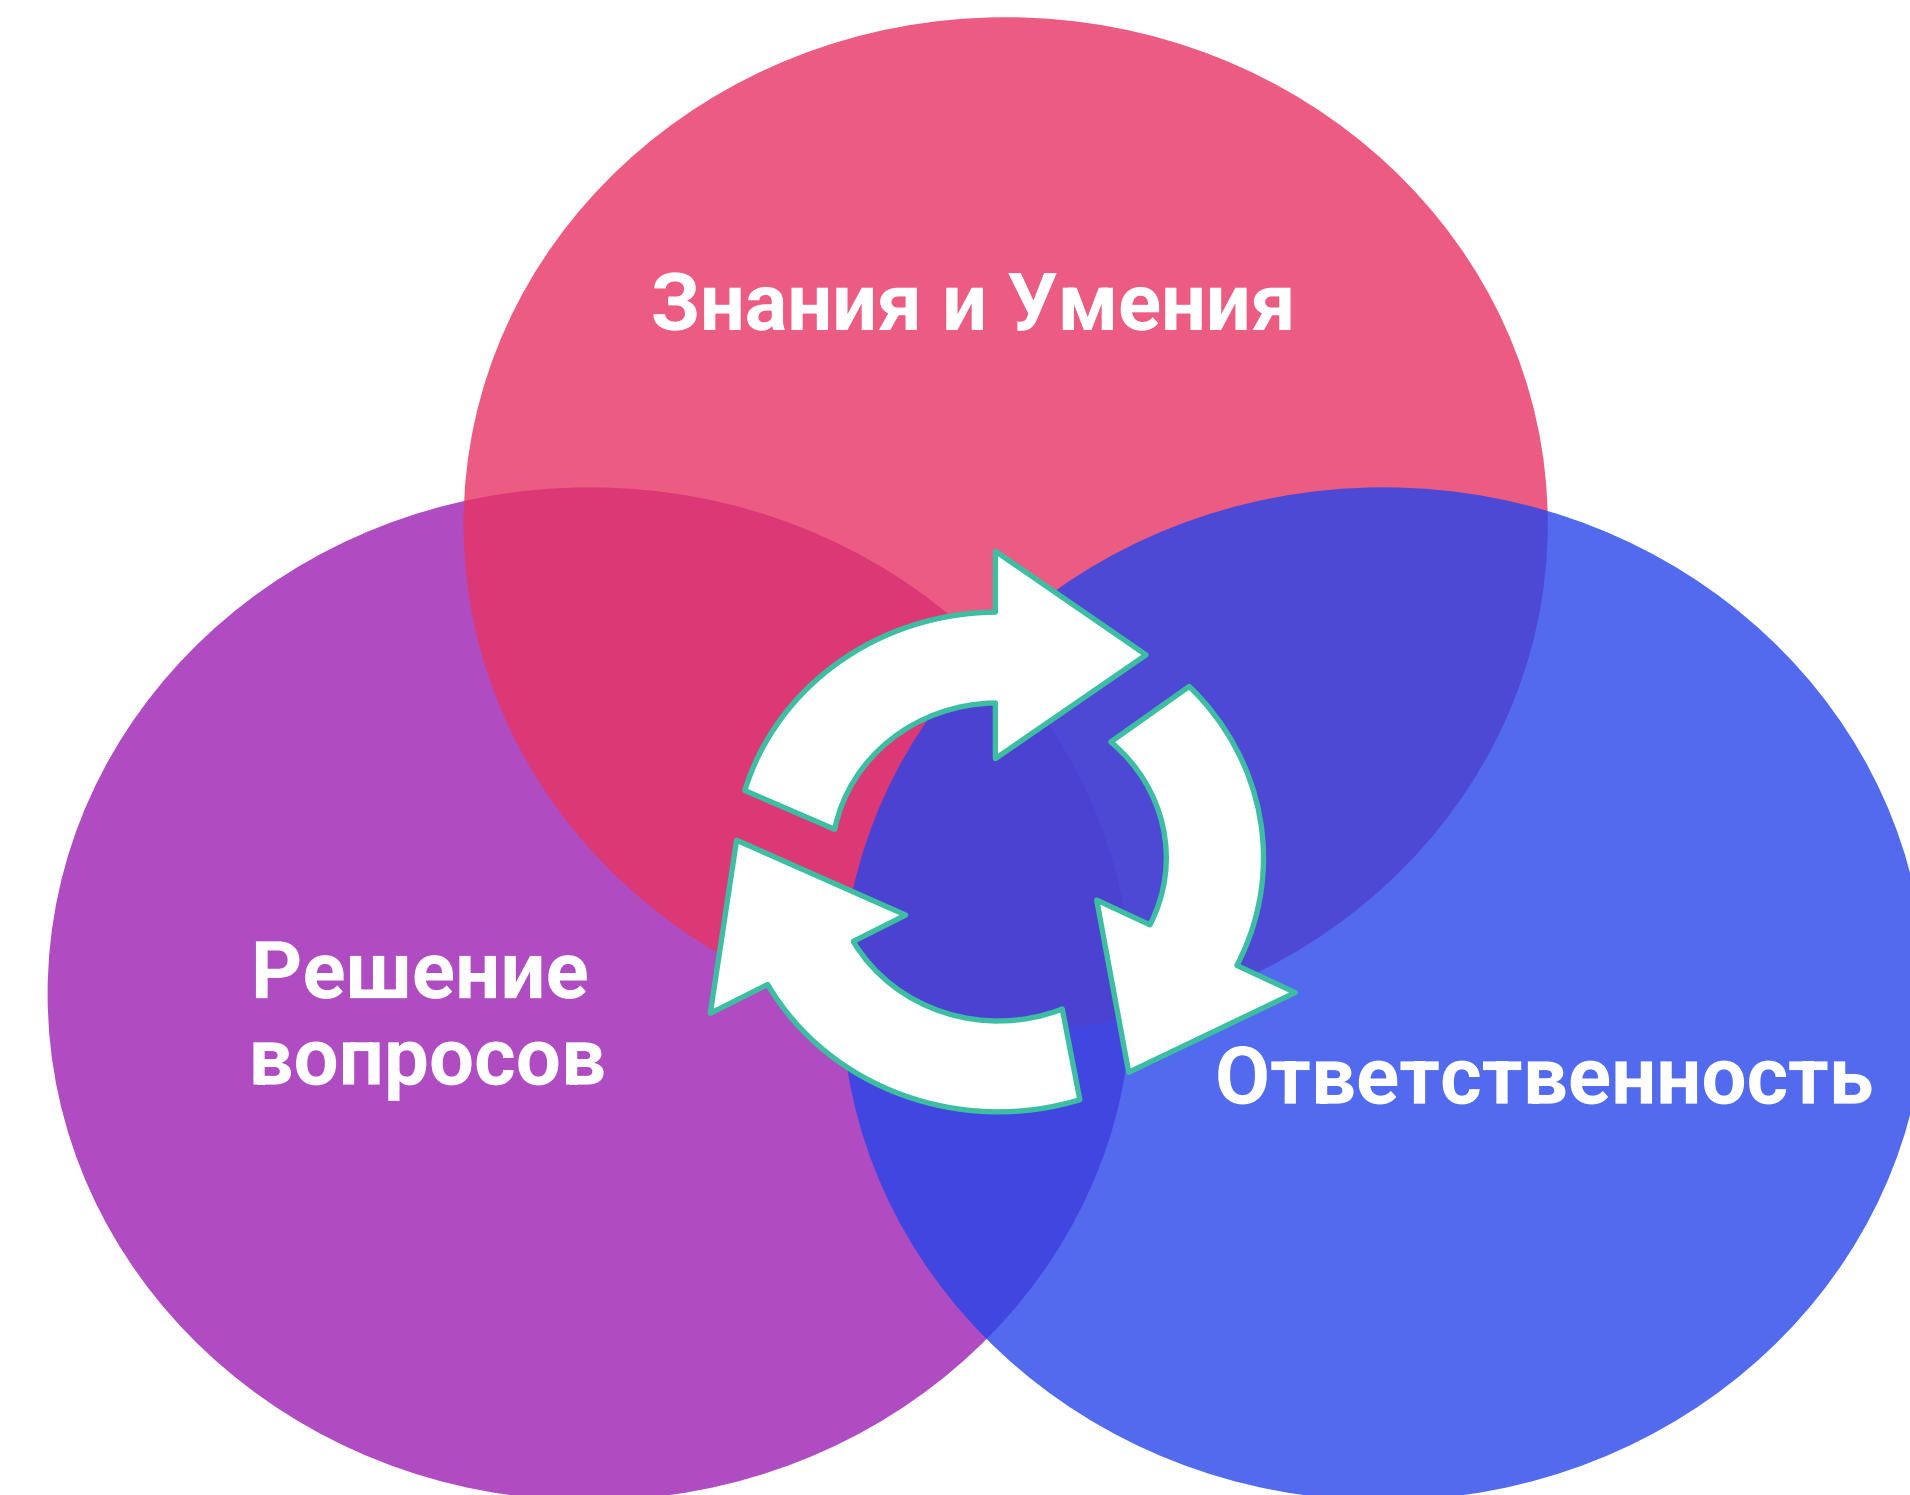 Знания и Умения
Решение
вопросов
Ответственность